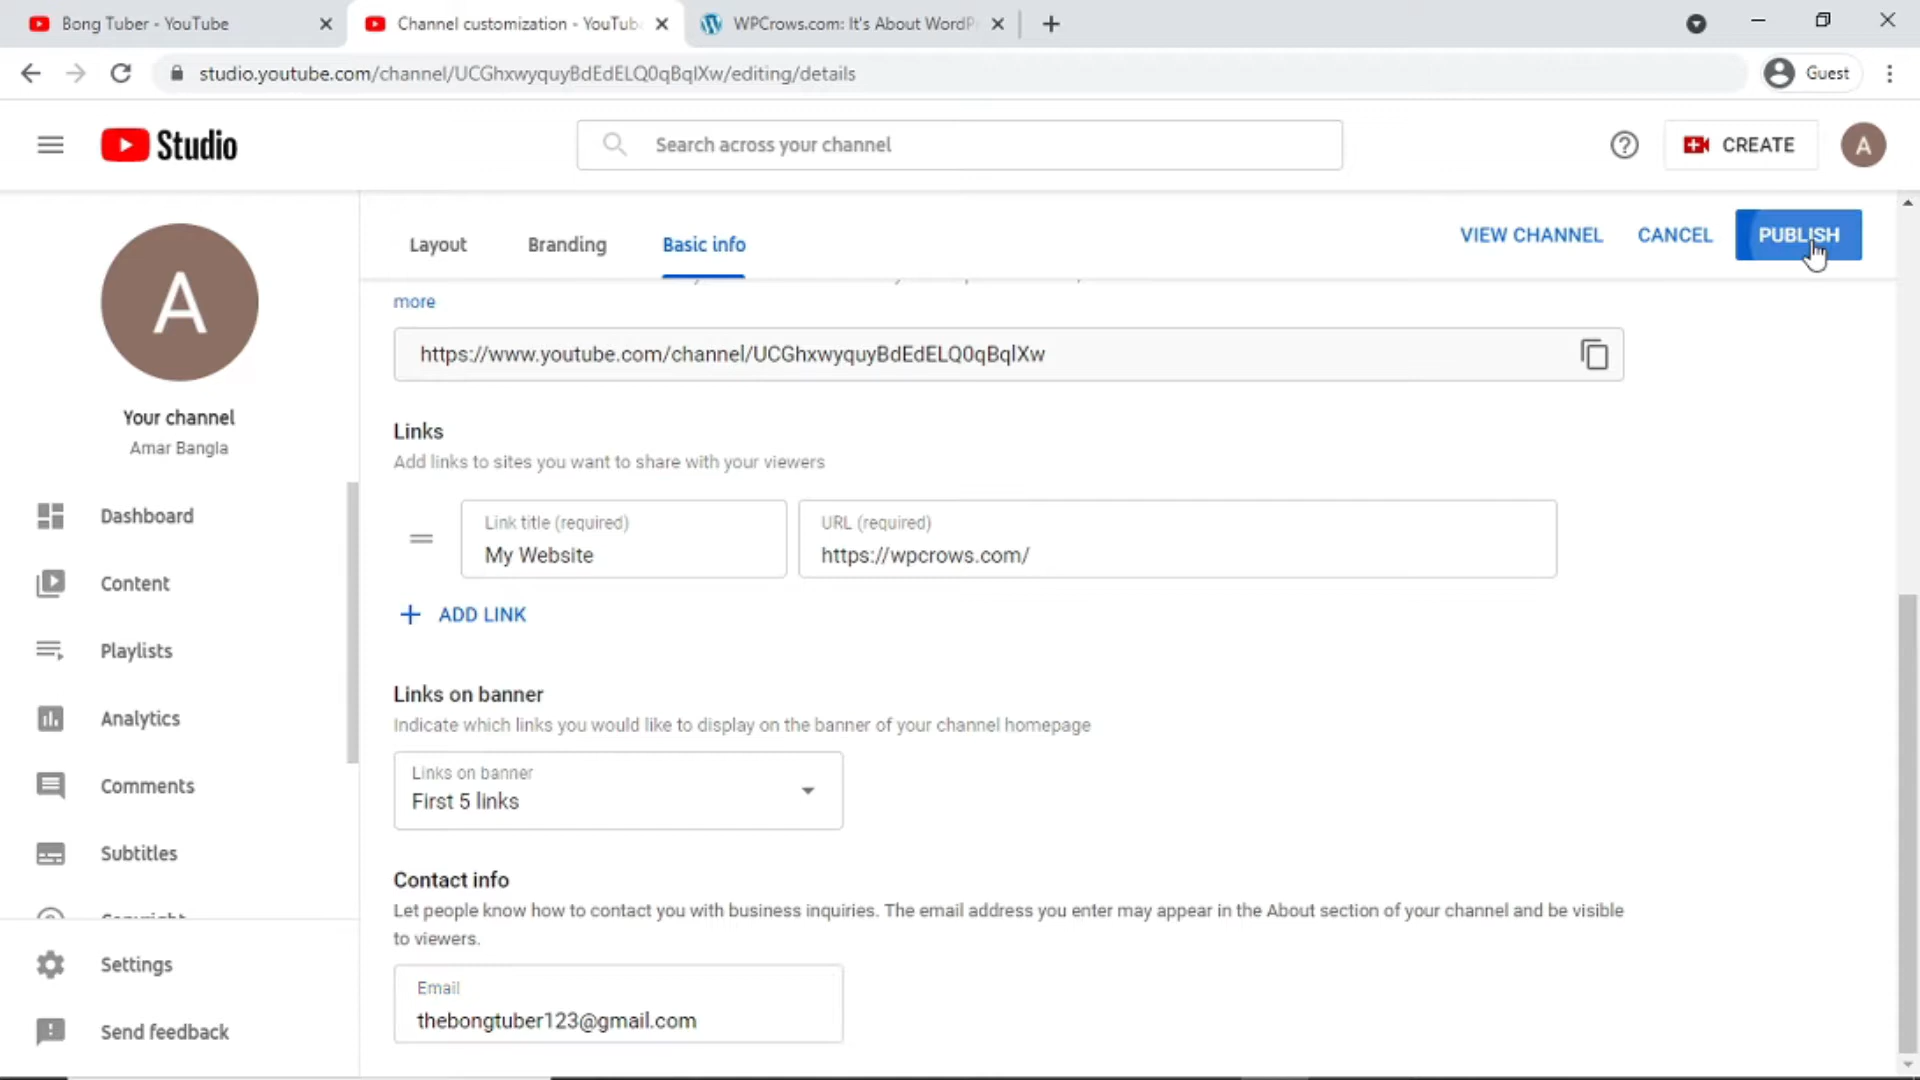 Bong Tuber - YouTube
Channel customization - YouTub
WPCrows.com: It's About WordP
studio.youtube.com/channel/UCGhxwyquyBdEdELQ0qBqlXw/editing/details
Guest
Studio
Search across your channel
CREATE
A
A
Your channel
Amar Bangla
Dashboard
Content
Playlists
Analytics
Comments
Subtitles
Settings
Send feedback
Layout
Branding
Basic info
VIEW CHANNEL
CANCEL
PUBLISH
more
https://www.youtube.com/channel/UCGhxwyquyBdEdELQ0qBqlXw
Links
Add links to sites you want to share with your viewers
Link title (required)
My Website
URL (required)
https://wpcrows.com/
ADD LINK
Links on banner
Indicate which links you would like to display on the banner of your channel homepage
Links on banner
First 5 links
Contact info
Let people know how to contact you with business inquiries. The email address you enter may appear in the About section of your channel and be visible
to viewers.
Email
thebongtuber123@gmail.com